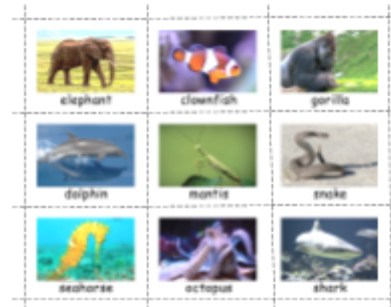 elephant
clownfish
gorilla
dolphin
mantis
snake
seahorse
octopus
shark